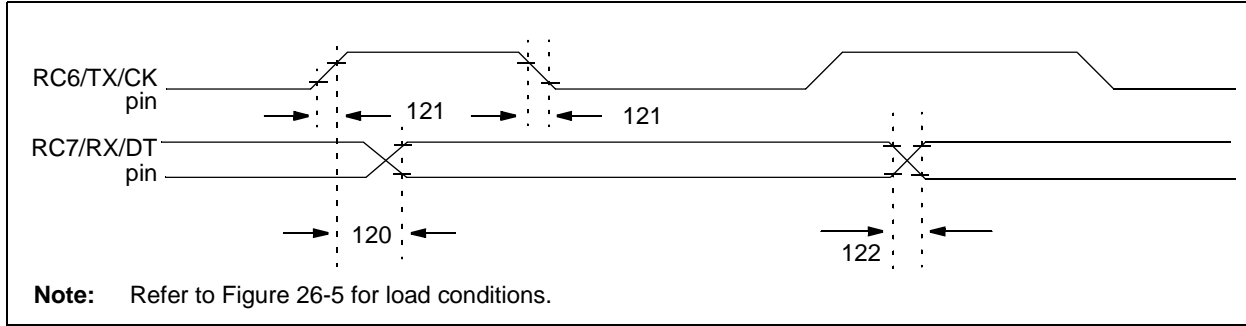 RC6/TX/CK
pin
121
121
RC7/RX/DT
pin
120
122
Note: Refer to Figure 26-5 for load conditions.